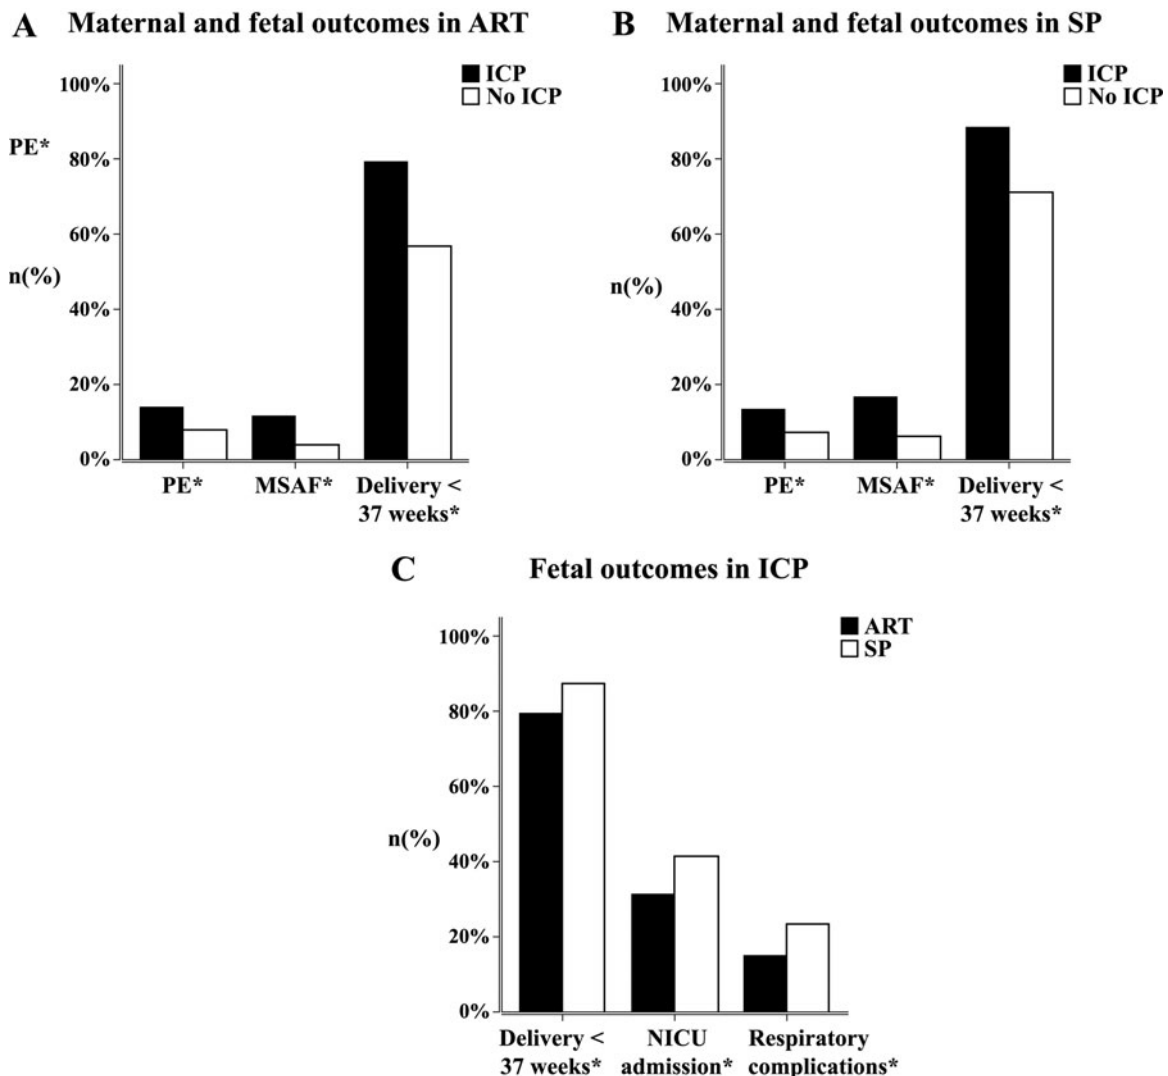 A Maternal and fetal outcomes in ART
ICP
No ICP
100%
PE*
80%
60%
n(%)
40%
20%
0%
PE* MSAF* Delivery <
37 weeks*
B Maternal and fetal outcomes in SP
ICP
No ICP
100%
80%
60%
n(%)
40%
20%
0%
PE* MSAF* Delivery <
37 weeks*
C Fetal outcomes in ICP
ART
SP
100%
80%
60%
n(%)
40%
20%
0%
Delivery < NICU Respiratory
37 weeks* admission* complications*